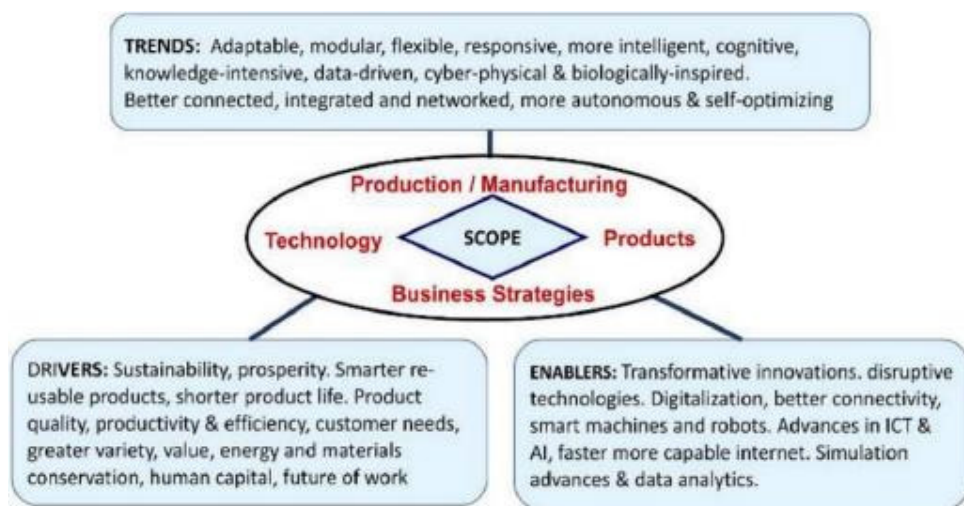 TRENDS: Adaptable, modular, flexible, responsive, more intelligent, cognitive,
knowledge-intensive, data-driven, cyber-physical & biologically-inspired.
Better connected, integrated and networked, more autonomous & self-optimizing
Production / Manufacturing
Technology
SCOPE
Products
Business Strategies
DRIVERS: Sustainability, prosperity. Smarter re-
usable products, shorter product life. Product
quality, productivity & efficiency, customer needs,
greater variety, value, energy and materials
conservation, human capital, future of work
ENABLERS: Transformative innovations. disruptive
technologies. Digitalization, better connectivity,
smart machines and robots. Advances in ICT &
AI, faster more capable internet. Simulation
advances & data analytics.